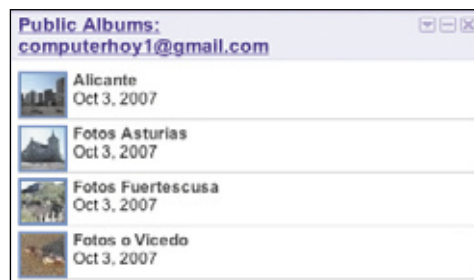 Public Albums:
computerhoy1@gmail.com
Alicante
Oct 3, 2007
Fotos Asturias
Oct 3, 2007
Fotos Fuertescusa
Oct 3, 2007
Fotos o Vicedo
Oct 3, 2007